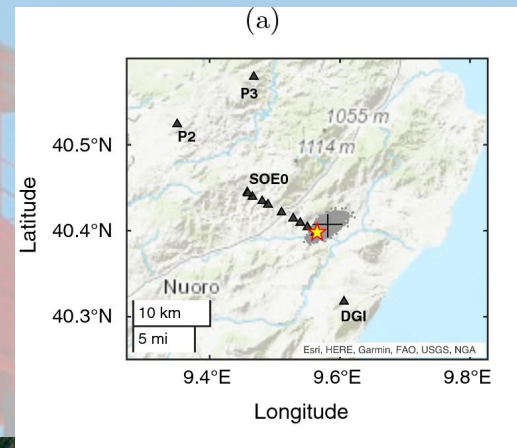 (a)
P3
P2
1055 m
1114 m
SOE0
Nuoro
DGI
10 km
5 mi
Esri, HERE, Garmin, FAO, USGS, NGA
40.5°N
40.4°N
40.3°N
Latitude
9.4°E 9.6°E 9.8°E
Longitude